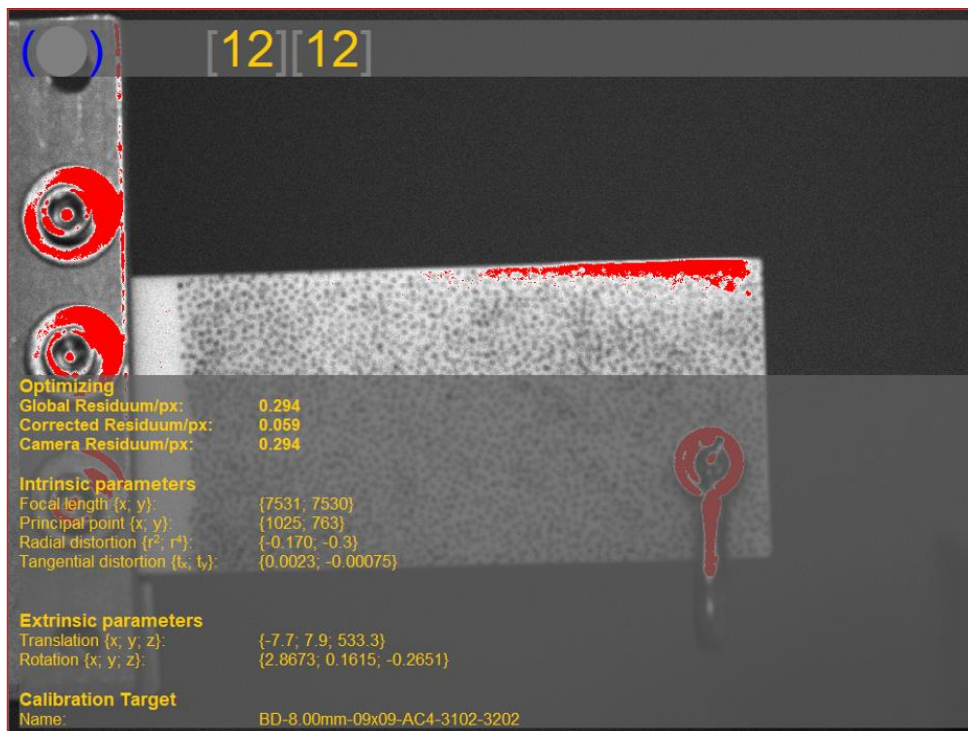 ( ) [12][12]
Optimizing
Global Residuum/px: 0.294
Corrected Residuum/px: 0.059
Camera Residuum/px: 0.294
Intrinsic parameters
Focal length {x; y}: {7531; 7530}
Principal point {x; y}: {1025; 763}
Radial distortion {r²; r⁴}: {-0.170; -0.3}
Tangential distortion {tₓ; tᵧ}: {0.0023; -0.00075}
Extrinsic parameters
Translation {x; y; z}: {-7.7; 7.9; 533.3}
Rotation {x; y; z}: {2.8673; 0.1615; -0.2651}
Calibration Target
Name: BD-8.00mm-09x09-AC4-3102-3202